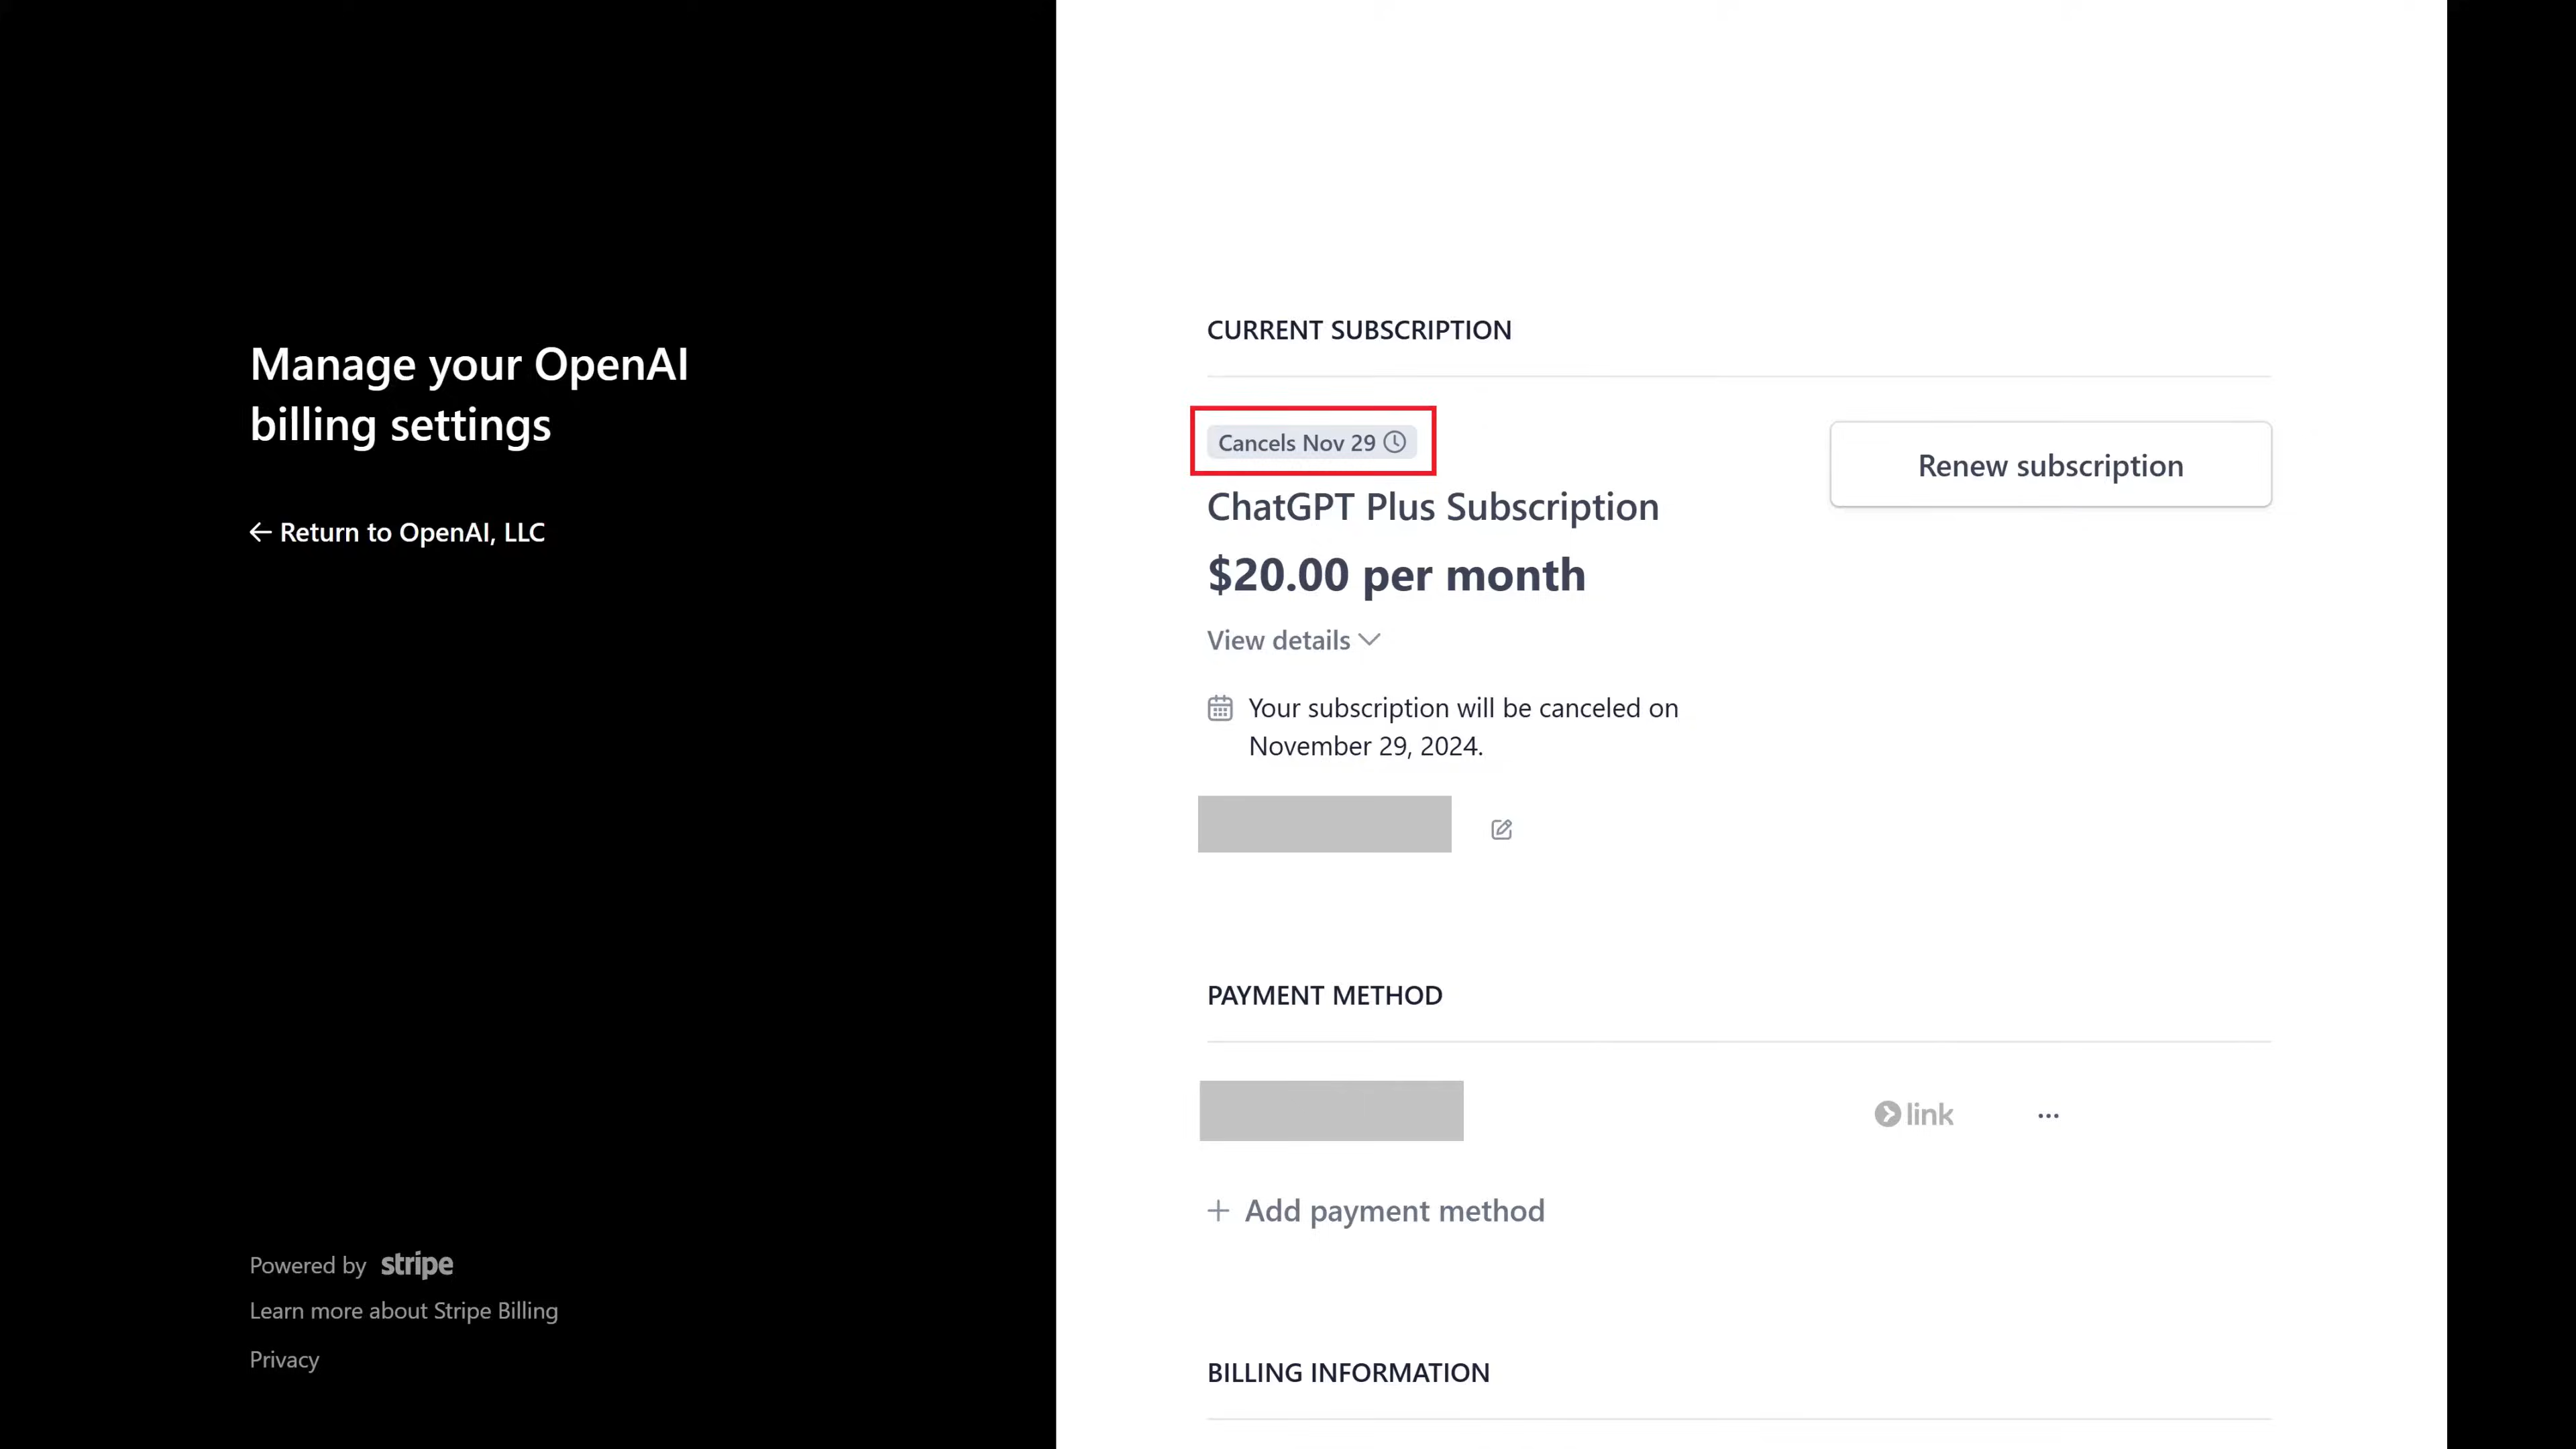 Manage your OpenAI
billing settings
← Return to OpenAI, LLC
Powered by stripe
Learn more about Stripe Billing
Privacy
CURRENT SUBSCRIPTION
Cancels Nov 29
Renew subscription
ChatGPT Plus Subscription
$20.00 per month
View details
Your subscription will be canceled on
November 29, 2024.
PAYMENT METHOD
link
...
+ Add payment method
BILLING INFORMATION